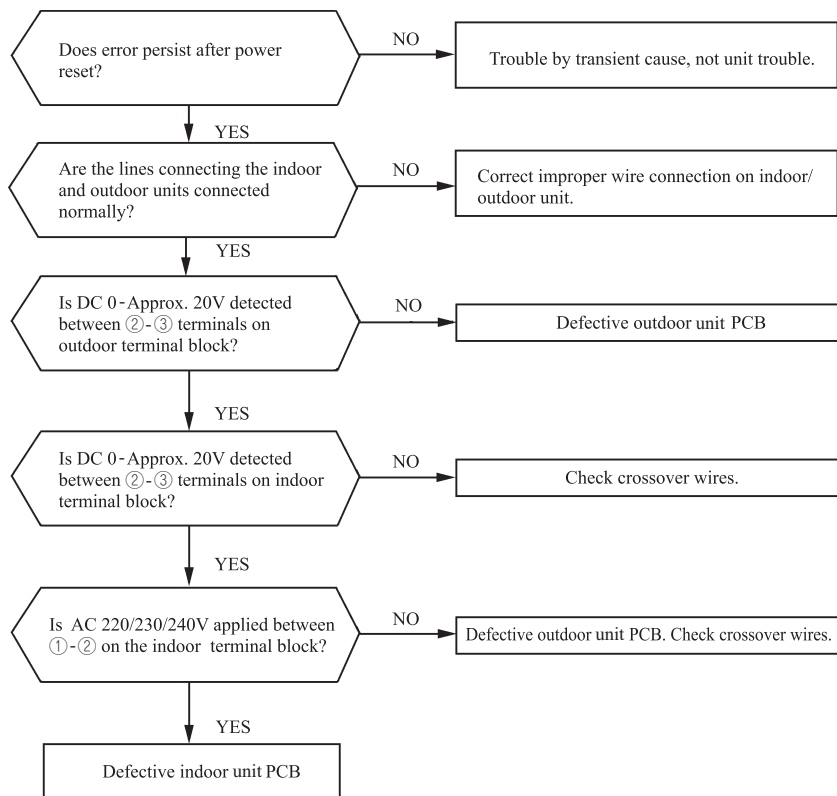 Does error persist after power
reset?
NO
Trouble by transient cause, not unit trouble.
YES
Are the lines connecting the indoor
and outdoor units connected
normally?
NO
Correct improper wire connection on indoor/
outdoor unit.
YES
Is DC 0-Approx. 20V detected
between ②-③ terminals on
outdoor terminal block?
NO
Defective outdoor unit PCB
YES
Is DC 0-Approx. 20V detected
between ②-③ terminals on indoor
terminal block?
NO
Check crossover wires.
YES
Is AC 220/230/240V applied between
①-② on the indoor terminal block?
NO
Defective outdoor unit PCB. Check crossover wires.
YES
Defective indoor unit PCB